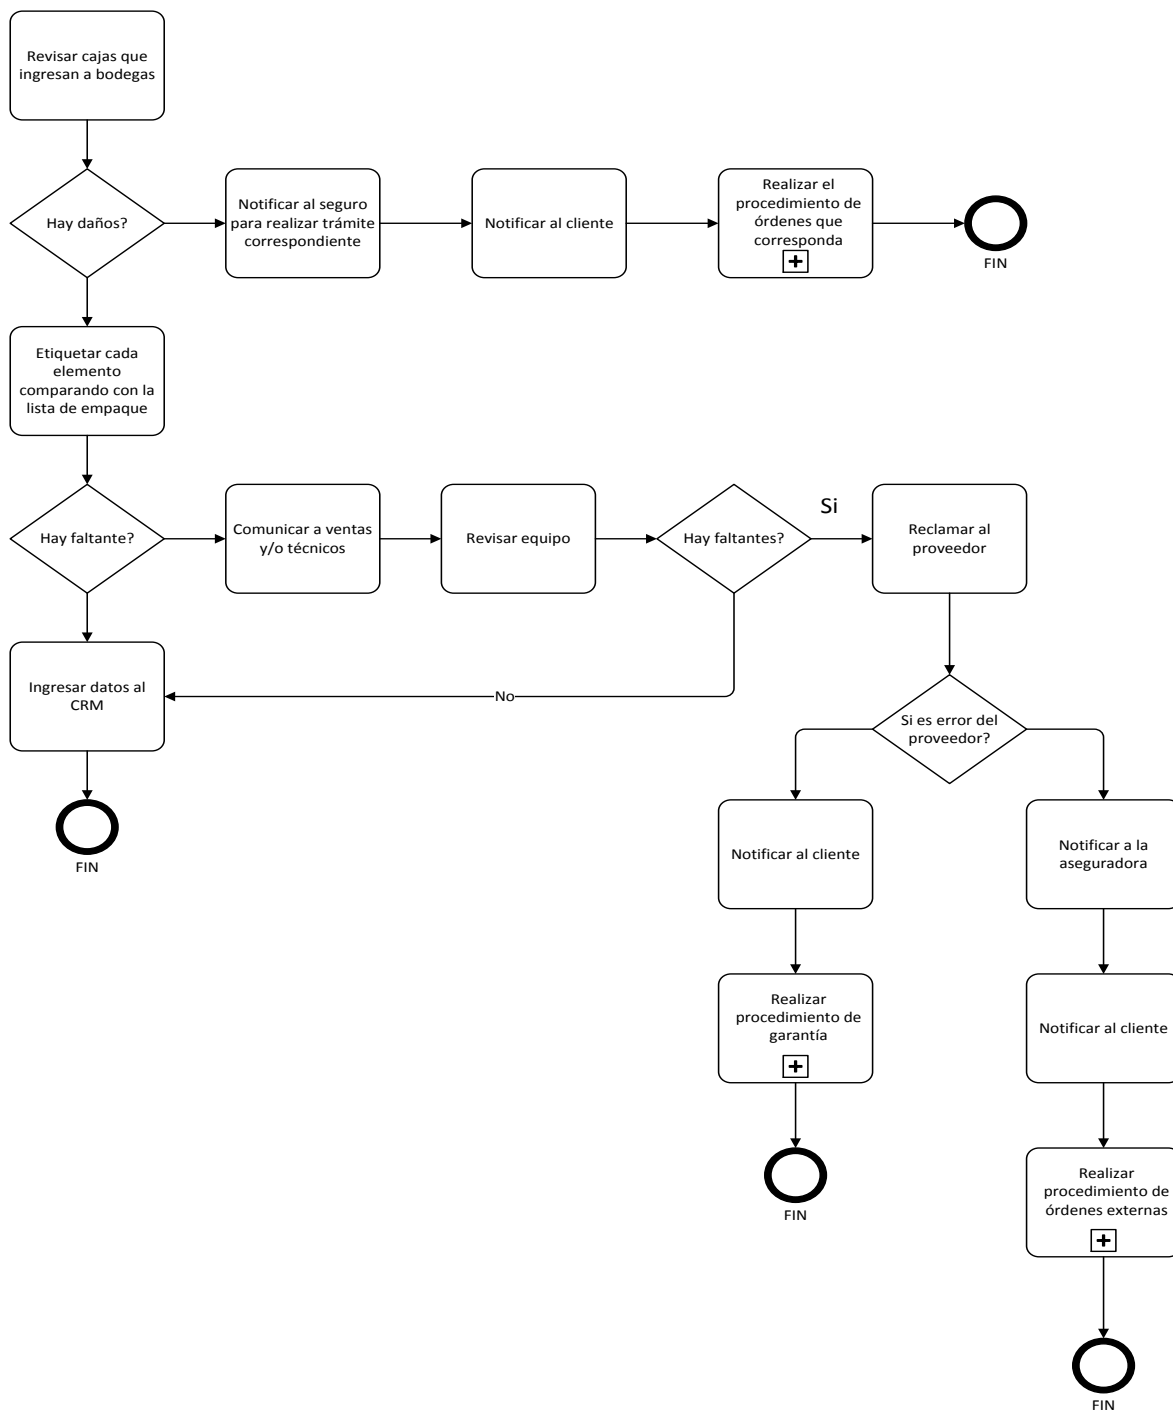 Revisar cajas que
ingresan a bodegas
Hay daños?
Notificar al seguro
para realizar trámite
correspondiente
Notificar al cliente
Realizar el
procedimiento de
órdenes que
corresponda
FIN
Etiquetar cada
elemento
comparando con la
lista de empaque
Hay faltante?
Comunicar a ventas
y/o técnicos
Revisar equipo
Hay faltantes?
Si
Reclamar al
proveedor
Ingresar datos al
CRM
No
Si es error del
proveedor?
FIN
Notificar al cliente
Notificar a la
aseguradora
Realizar
procedimiento de
garantía
Notificar al cliente
FIN
Realizar
procedimiento de
órdenes externas
FIN